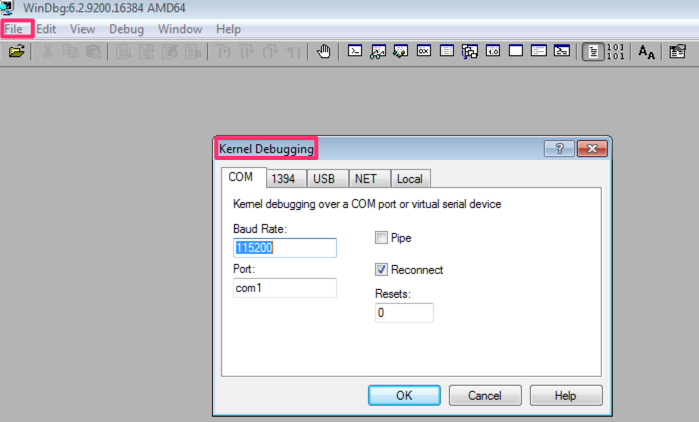 WinDbg:6.2.9200.16384 AMD64
File Edit View Debug Window Help
Kernel Debugging
COM 1394 USB NET Local
Kernel debugging over a COM port or virtual serial device
Baud Rate:
115200
Pipe
Port:
Reconnect
com1
Resets:
0
OK Cancel Help